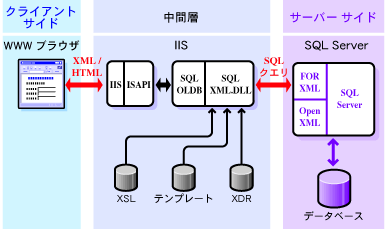 クライアント
サイド
中間層
サーバー サイド
WWW ブラウザ
IIS
SQL Server
XML /
HTML
IIS
ISAPI
SQL
OLDB
SQL
XML.DLL
SQL
クエリ
FOR
XML
Open
XML
SQL
Server
XSL
テンプレート
XDR
データベース